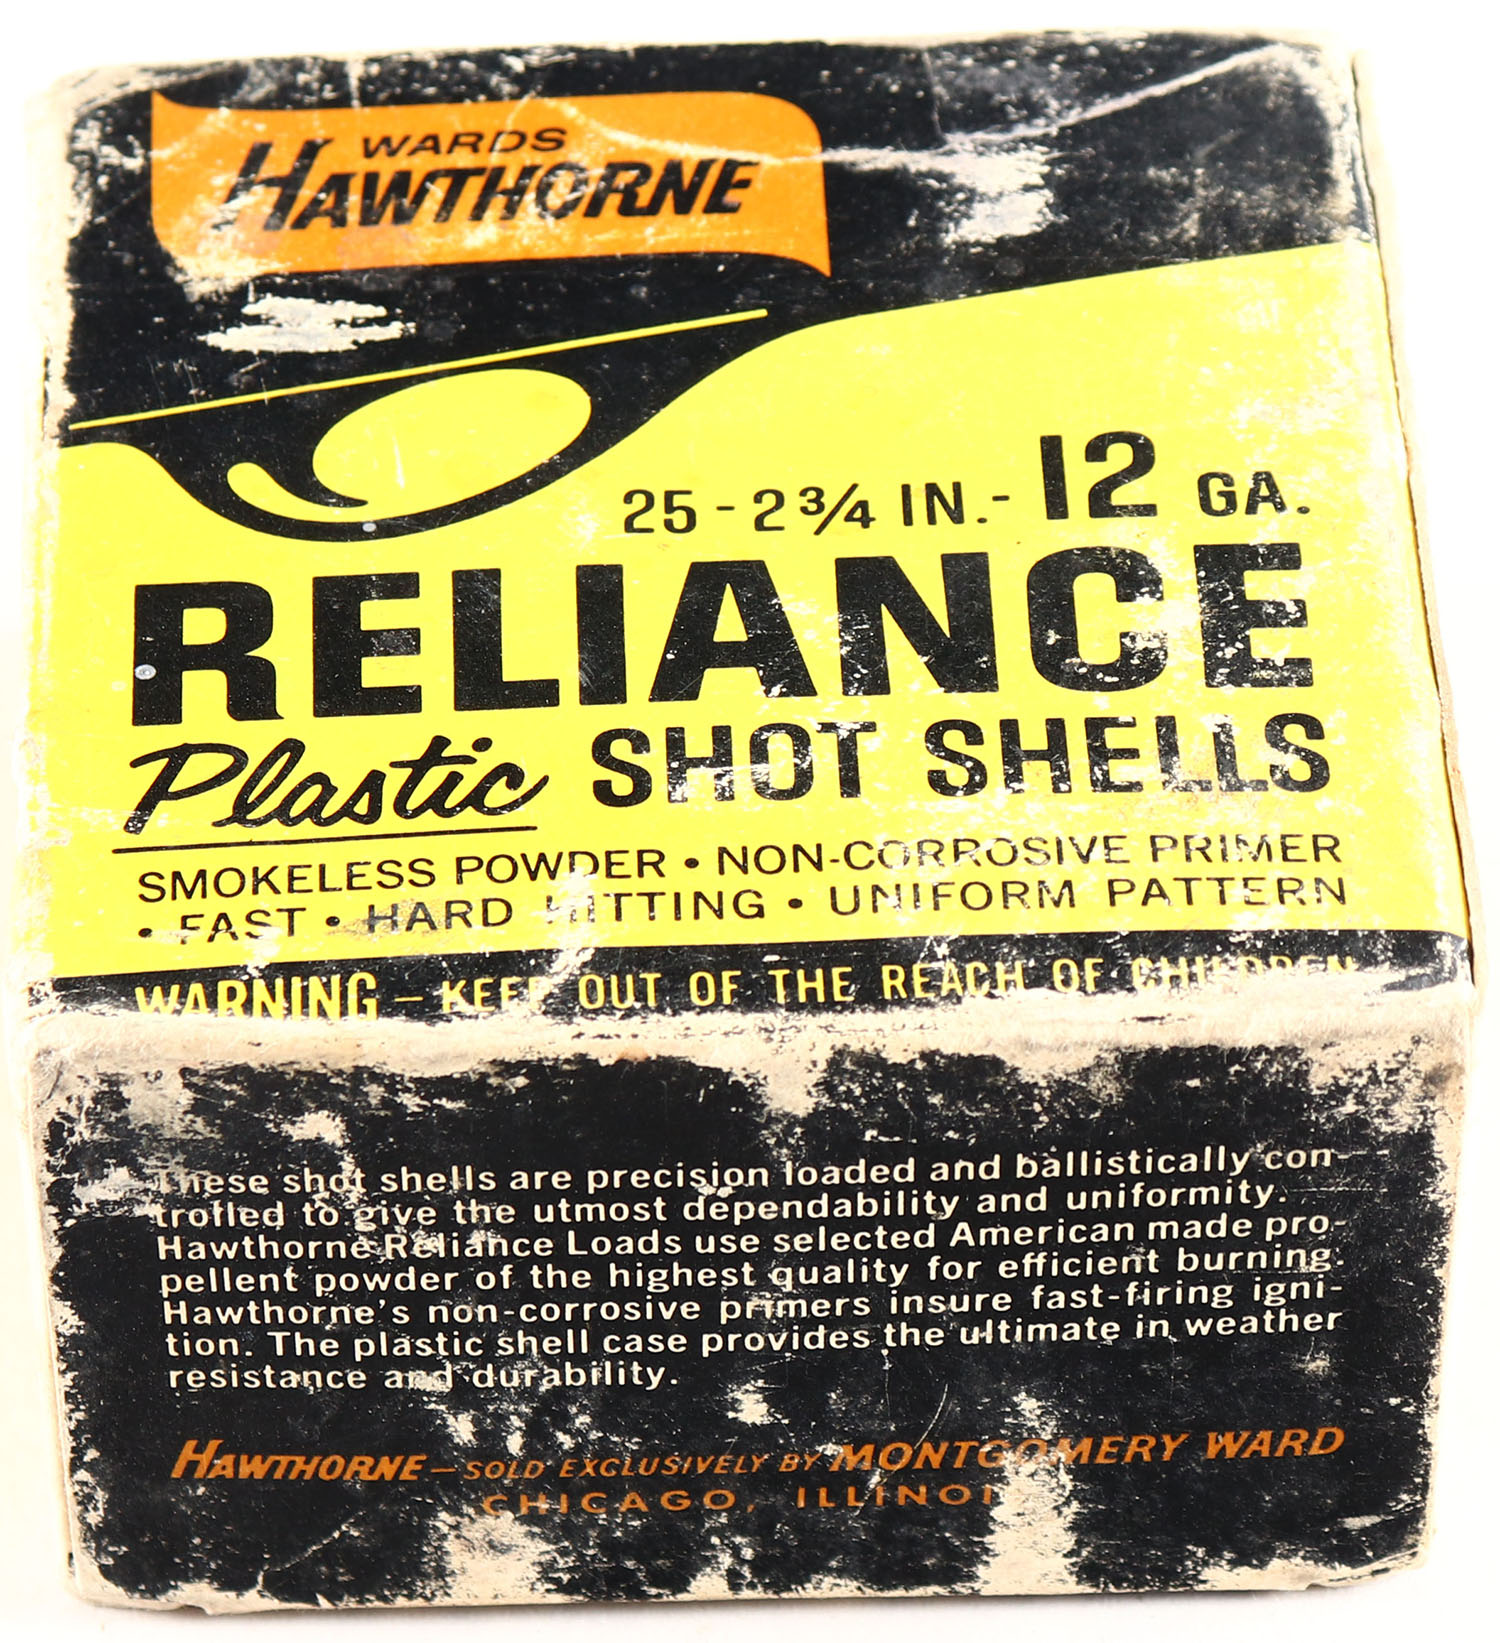 WARDS
HAWTHORNE
25 - 2 3/4 IN. - 12 GA.
RELIANCE
Plastic SHOT SHELLS
SMOKELESS POWDER • NON-CORROSIVE PRIMER
• FAST • HARD HITTING • UNIFORM PATTERN
WARNING – KEEP OUT OF THE REACH OF CHILDREN
These shot shells are precision loaded and ballistically con-
trolled to give the utmost dependability and uniformity.
Hawthorne Reliance Loads use selected American made pro-
pellent powder of the highest quality for efficient burning.
Hawthorne's non-corrosive primers insure fast-firing igni-
tion. The plastic shell case provides the ultimate in weather
resistance and durability.
HAWTHORNE – SOLD EXCLUSIVELY BY MONTGOMERY WARD
CHICAGO, ILLINOIS